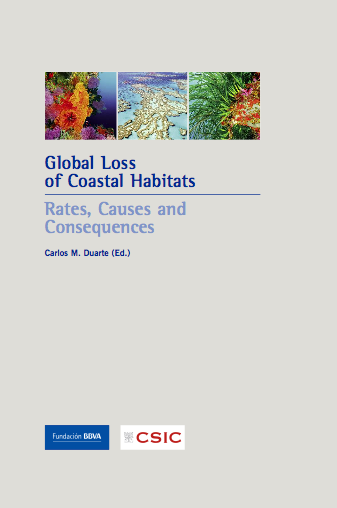 Global Loss
of Coastal Habitats
Rates, Causes and
Consequences
Carlos M. Duarte (Ed.)
Fundación BBVA
CSIC